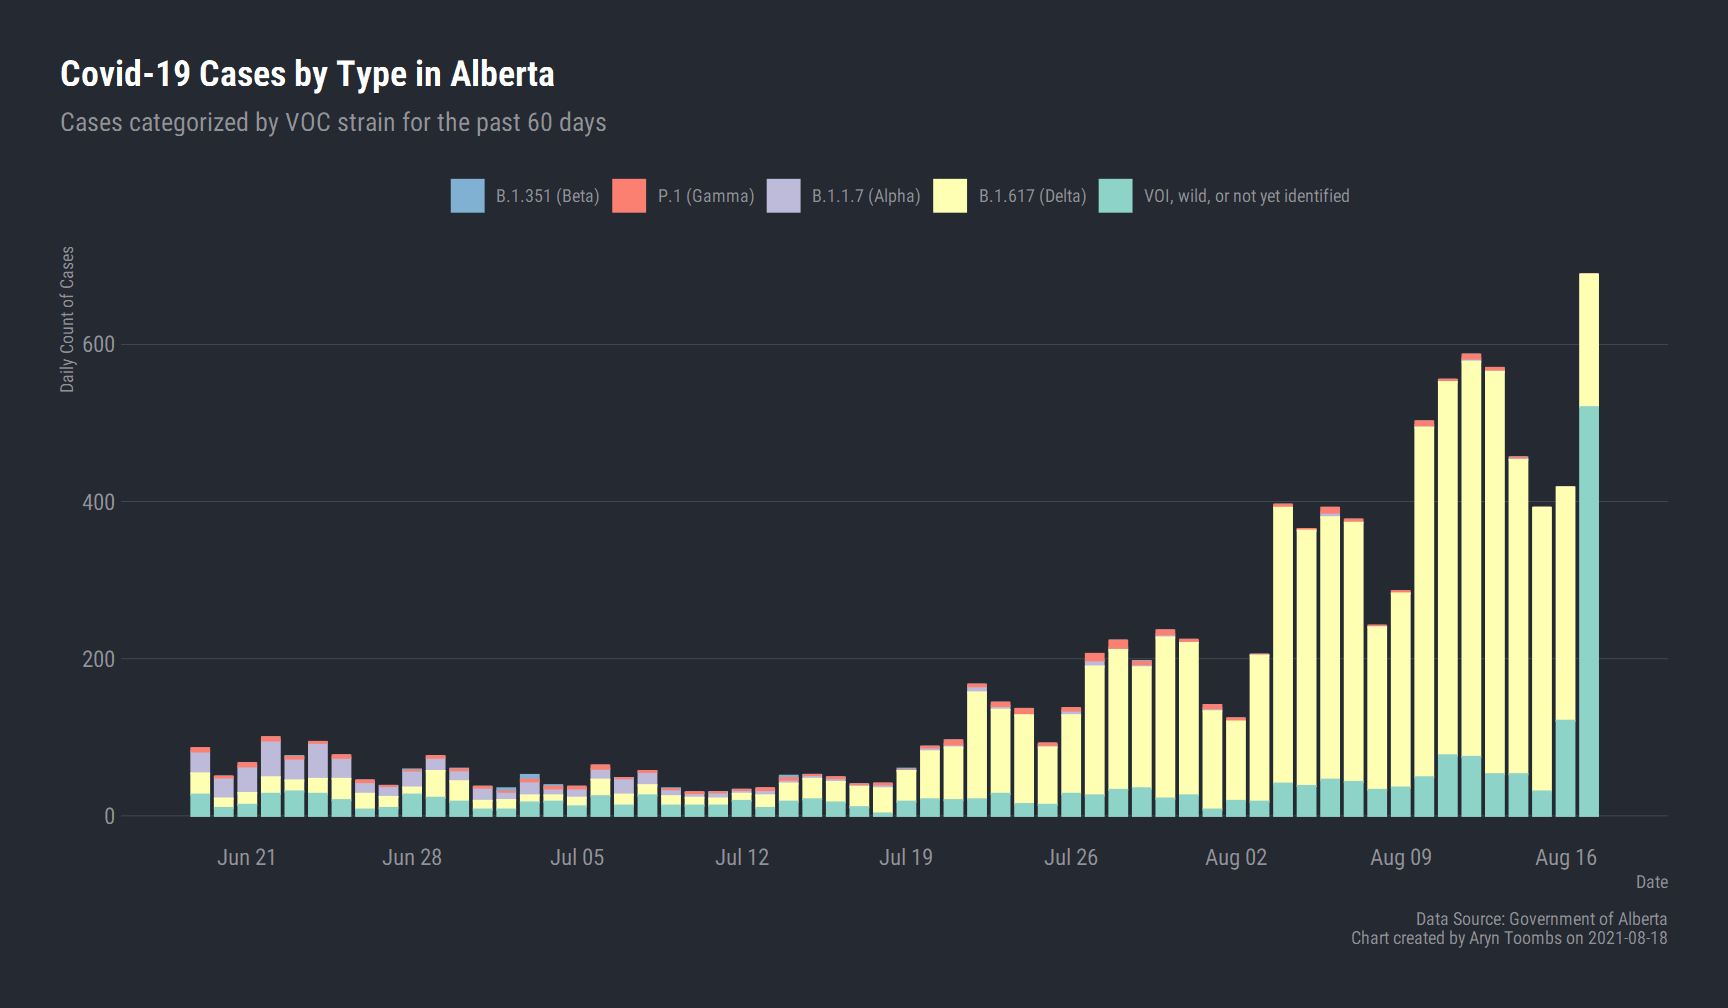 Covid-19 Cases by Type in Alberta
Cases categorized by VOC strain for the past 60 days
B.1.351 (Beta) P.1 (Gamma) B.1.1.7 (Alpha) B.1.617 (Delta) VOI, wild, or not yet identified
Daily Count of Cases
600
400
200
0
Jun 21 Jun 28 Jul 05 Jul 12 Jul 19 Jul 26 Aug 02 Aug 09 Aug 16
Date
Data Source: Government of Alberta
Chart created by Aryn Toombs on 2021-08-18